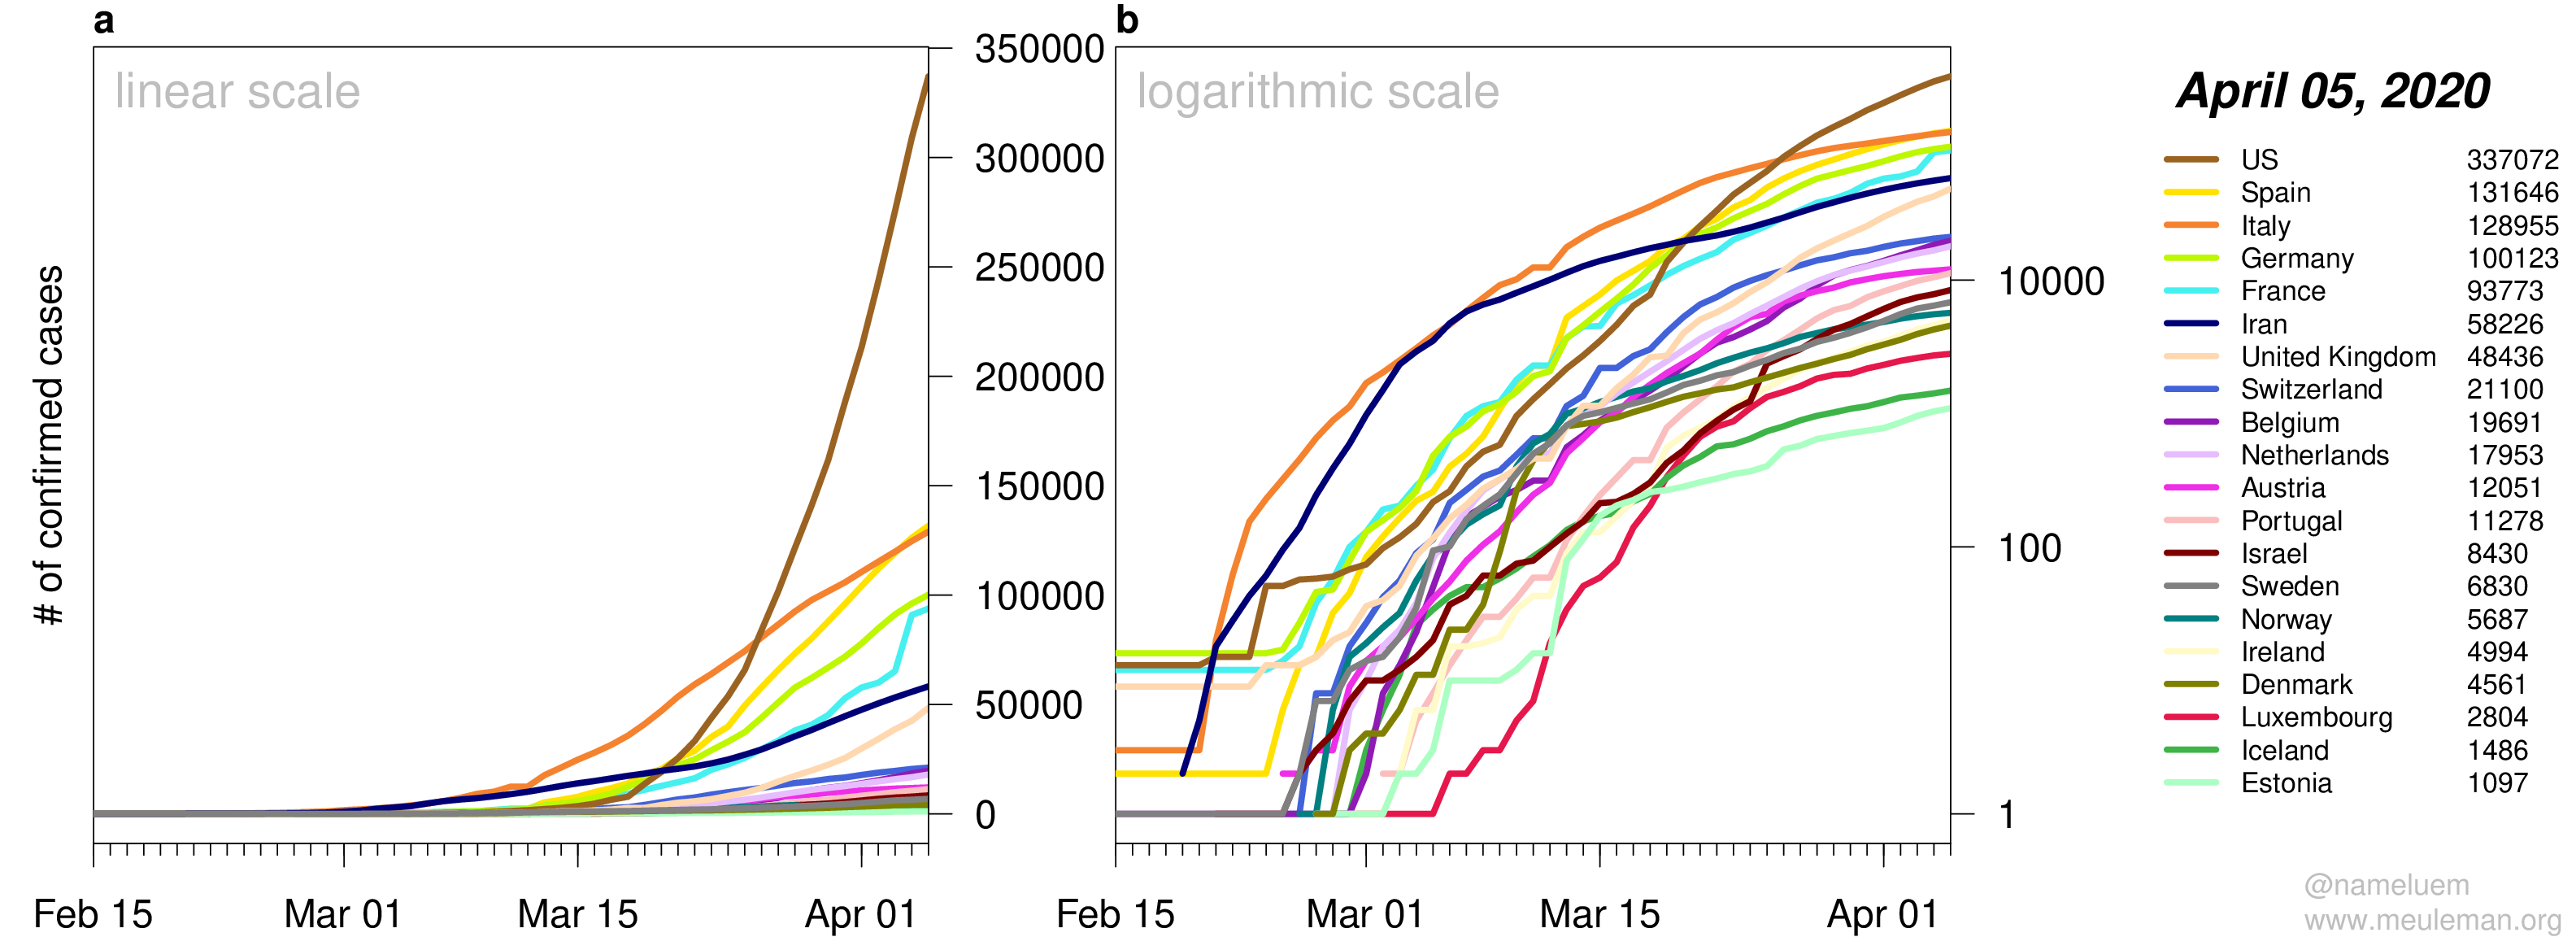 a
linear scale
# of confirmed cases
350000
300000
250000
200000
150000
100000
50000
0
Feb 15 Mar 01 Mar 15 Apr 01
b
logarithmic scale
10000
100
1
Feb 15 Mar 01 Mar 15 Apr 01
April 05, 2020
US 337072
Spain 131646
Italy 128955
Germany 100123
France 93773
Iran 58226
United Kingdom 48436
Switzerland 21100
Belgium 19691
Netherlands 17953
Austria 12051
Portugal 11278
Israel 8430
Sweden 6830
Norway 5687
Ireland 4994
Denmark 4561
Luxembourg 2804
Iceland 1486
Estonia 1097
@nameluem
www.meuleman.org